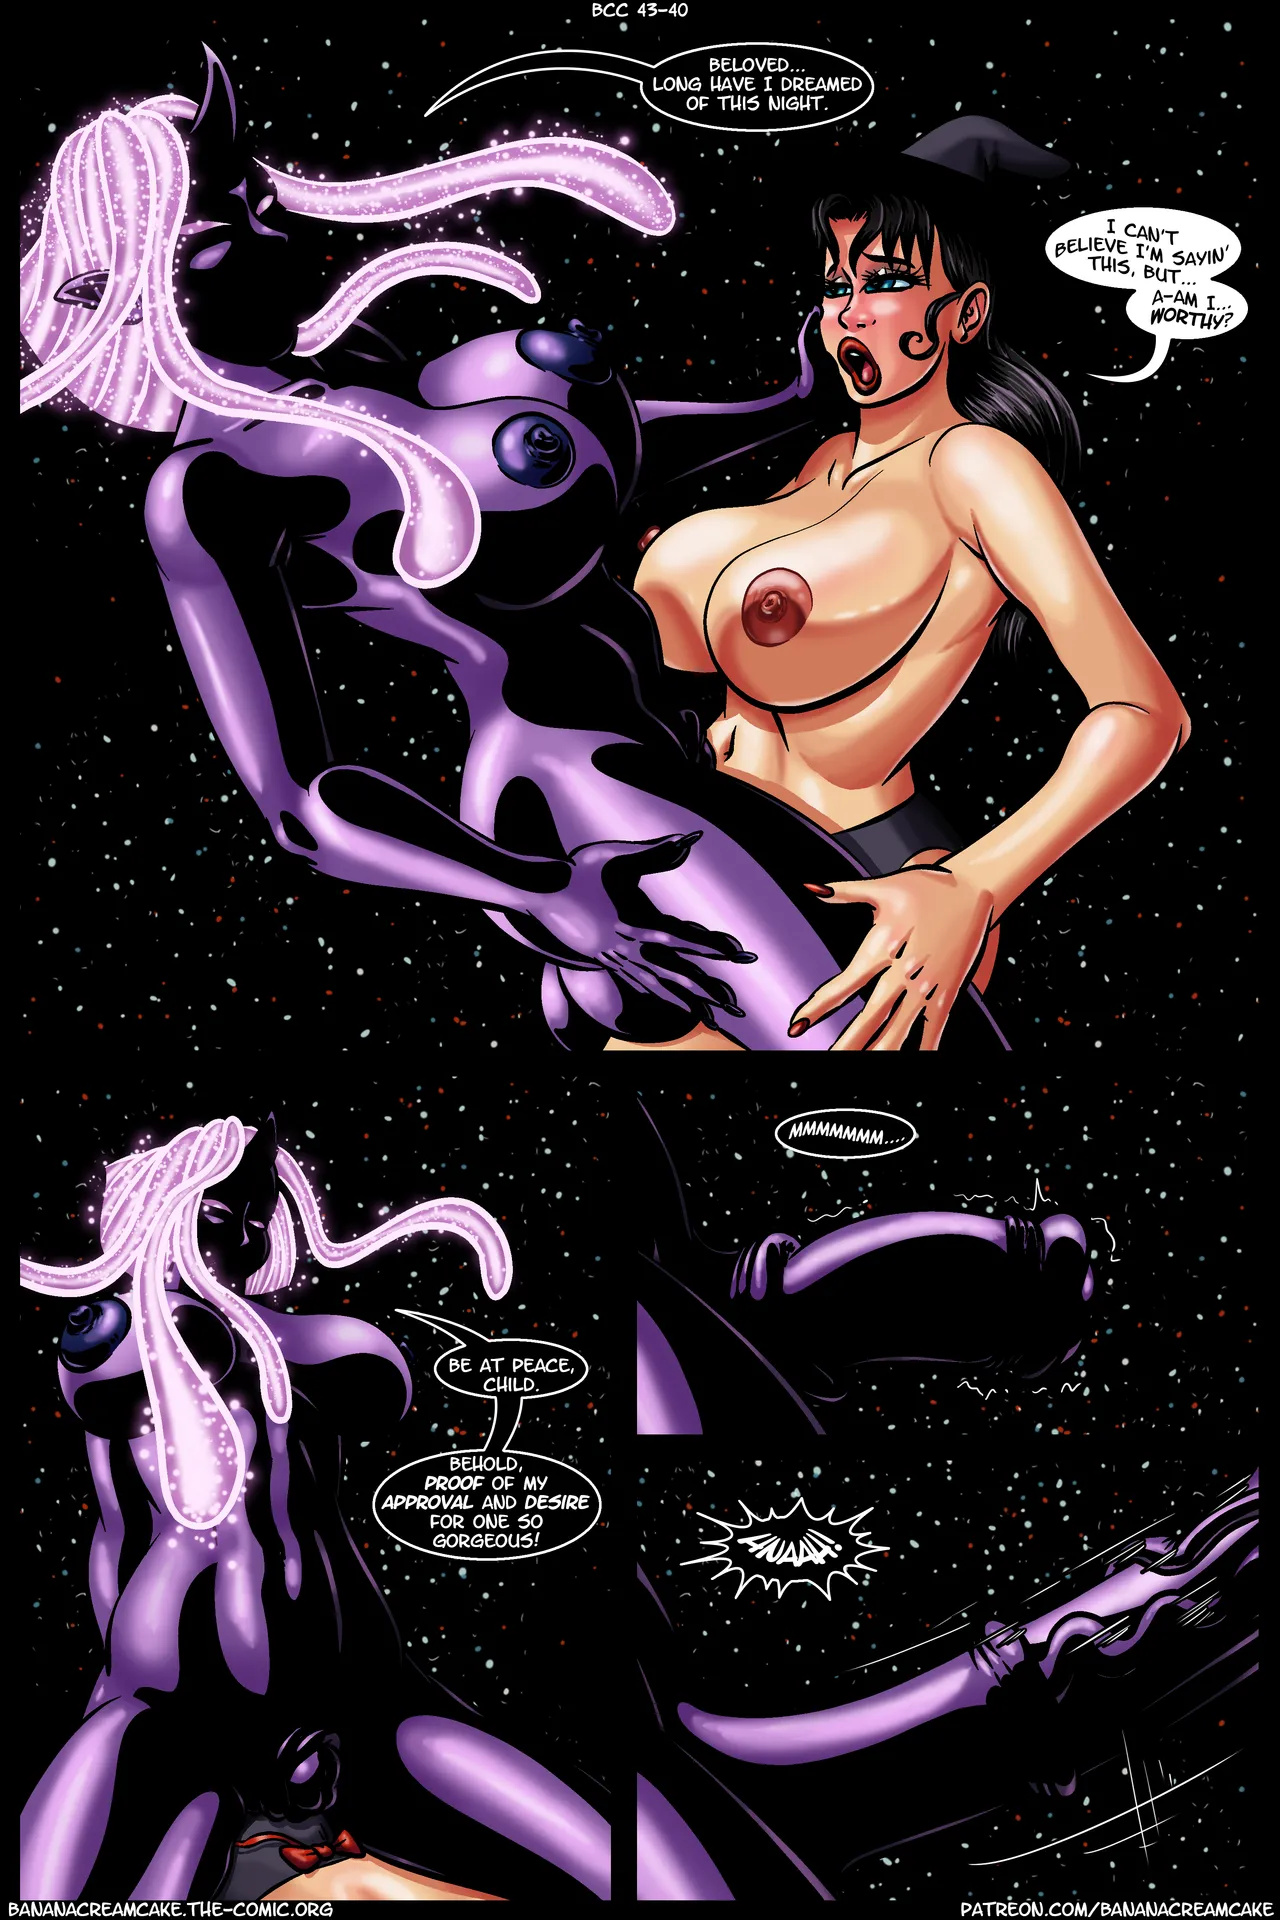 BCC 43-40
BELOVED...
LONG HAVE I DREAMED
OF THIS NIGHT.
I CAN'T
BELIEVE I'M SAYIN'
THIS, BUT...
A-AM I...
WORTHY?
BE AT PEACE,
CHILD.
BEHOLD,
PROOF OF MY
APPROVAL AND DESIRE
FOR ONE SO
GORGEOUS!
MMMMMMM....
HNAAH!
BANANACREAMCAKE.THE-COMIC.ORG
PATREON.COM/BANANACREAMCAKE